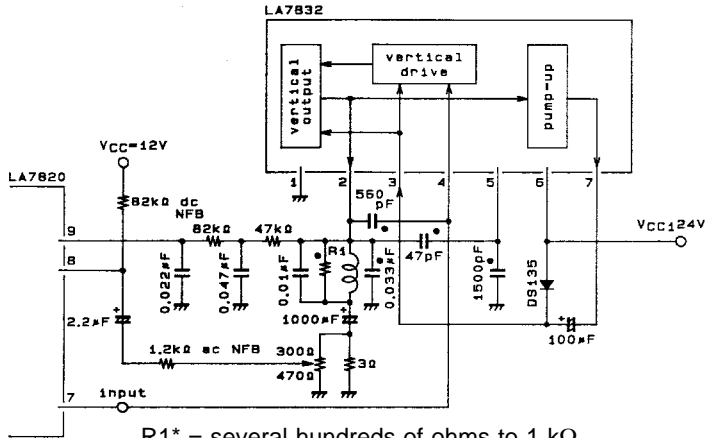 LA7832
vertical output
vertical drive
pump-up
VCC=12V
LA7820
1 2 3 4 5 6 7
560 pF
82kΩ dc NFB
9
82kΩ
47kΩ
R1
47pF
VCC1 24V
8
0.022µF
0.047µF
0.01µF
0.033µF
1500pF
DS135
2.2µF
1000µF
100µF
1.2kΩ ac NFB
300Ω
470Ω
3Ω
7
input
R1* = several hundreds of ohms to 1 kΩ